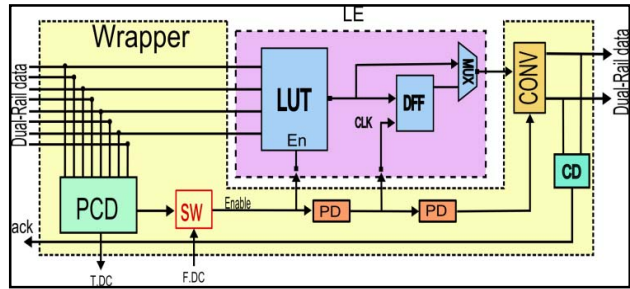 LE
Wrapper
Dual-Rail data
LUT
En
CLK
DFF
MUX
CONV
Dual-Rail data
CD
PCD
SW
Enable
PD
PD
ack
T.DC
F.DC